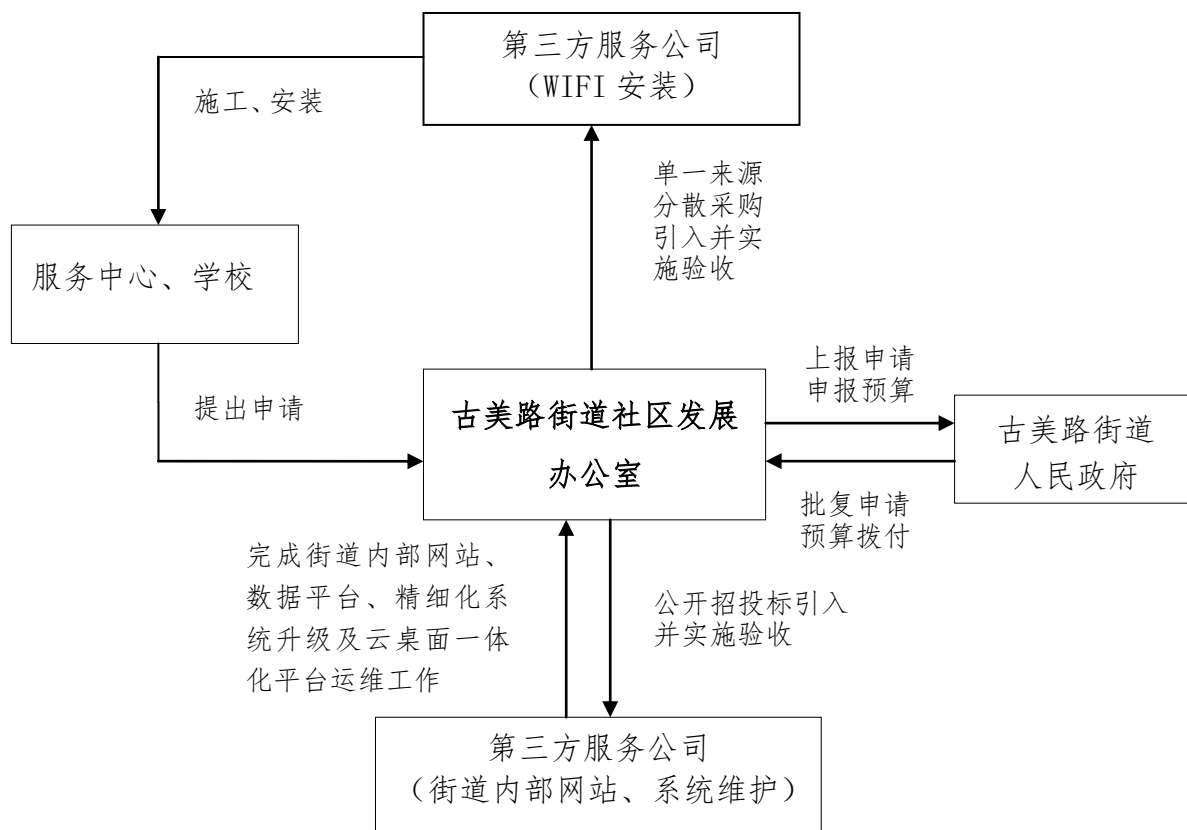 第三方服务公司
（WIFI 安装）
施工、安装
单一来源
分散采购
引入并实
施验收
服务中心、学校
提出申请
上报申请
申报预算
古美路街道社区发展
办公室
古美路街道
人民政府
批复申请
预算拨付
完成街道内部网站、
数据平台、精细化系
统升级及云桌面一体
化平台运维工作
公开招投标引入
并实施验收
第三方服务公司
（街道内部网站、系统维护）